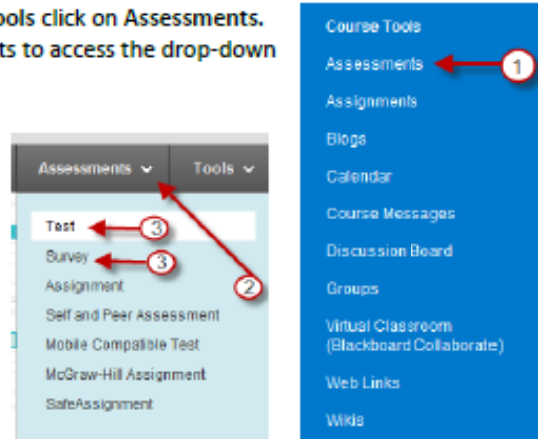 ools click on Assessments.
ts to access the drop-down
Assessments
Tools
Test
3
Survey
3
2
Assignment
Self and Peer Assessment
Mobile Compatible Test
McGraw-Hill Assignment
SafeAssignment
Course Tools
Assessments
1
Assignments
Blogs
Calendar
Course Messages
Discussion Board
Groups
Virtual Classroom
(Blackboard Collaborate)
Web Links
Wikis